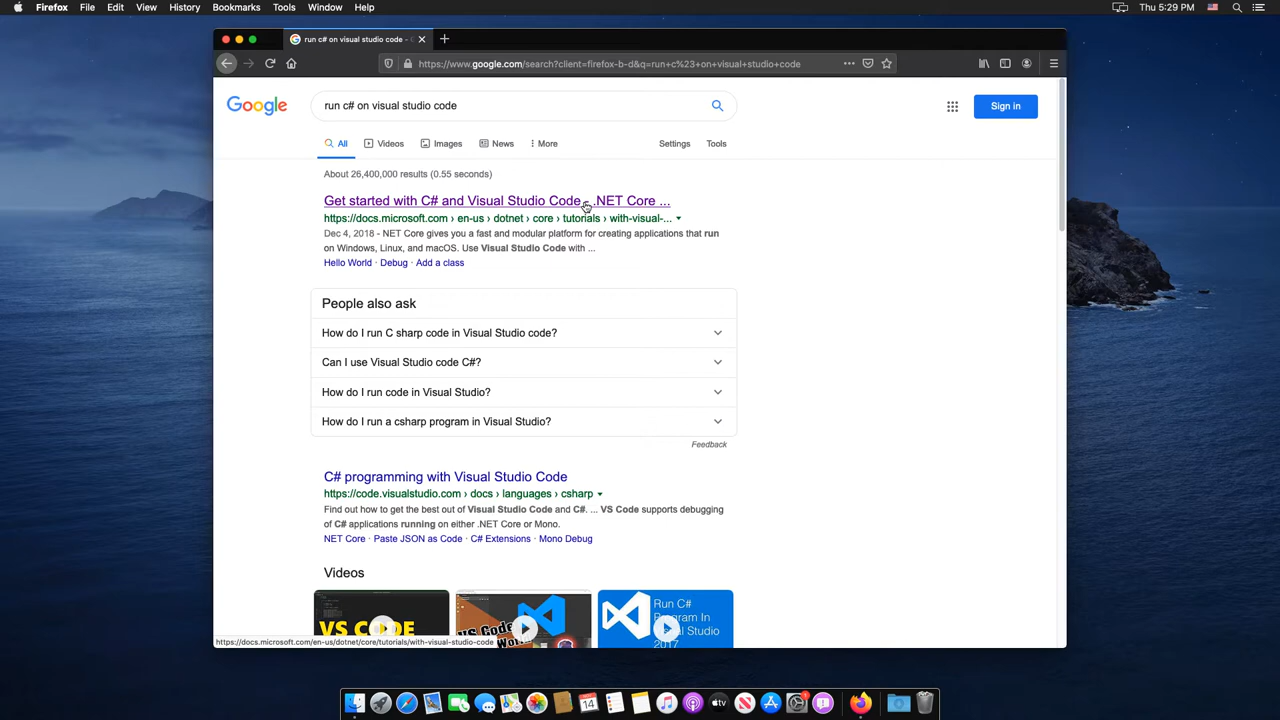 Firefox File Edit View History Bookmarks Tools Window Help
Thu 5:29 PM
run c# on visual studio code - G
https://www.google.com/search?client=firefox-b-d&q=run+c%23+on+visual+studio+code
Google
run c# on visual studio code
Sign in
All Videos Images News More Settings Tools
About 26,400,000 results (0.55 seconds)
Get started with C# and Visual Studio Code - .NET Core ...
https://docs.microsoft.com › en-us › dotnet › core › tutorials › with-visual-...
Dec 4, 2018 - NET Core gives you a fast and modular platform for creating applications that run
on Windows, Linux, and macOS. Use Visual Studio Code with ...
Hello World · Debug · Add a class
People also ask
How do I run C sharp code in Visual Studio code?
Can I use Visual Studio code C#?
How do I run code in Visual Studio?
How do I run a csharp program in Visual Studio?
Feedback
C# programming with Visual Studio Code
https://code.visualstudio.com › docs › languages › csharp
Find out how to get the best out of Visual Studio Code and C#. ... VS Code supports debugging
of C# applications running on either .NET Core or Mono.
NET Core · Paste JSON as Code · C# Extensions · Mono Debug
Videos
VS CODE
VS Code
Run C#
Program In
Visual Studio
2017
https://docs.microsoft.com/en-us/dotnet/core/tutorials/with-visual-studio-code
14
tv
1